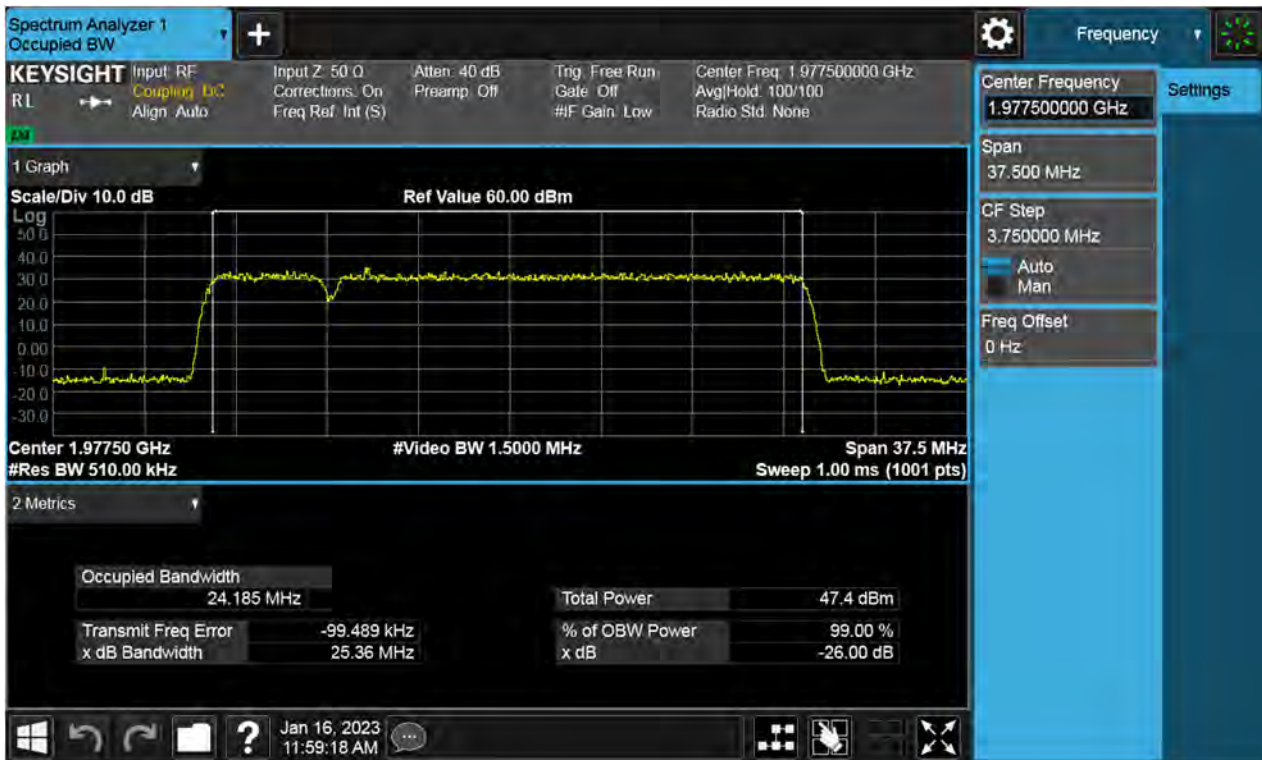 Spectrum Analyzer 1
Occupied BW
Frequency
KEYSIGHT
RL
Input: RF
Coupling: DC
Align: Auto
Input Z: 50 Ω
Corrections: On
Freq Ref: Int (S)
Atten: 40 dB
Preamp: Off
Trig: Free Run
Gate: Off
#IF Gain: Low
Center Freq: 1.977500000 GHz
Avg|Hold: 100/100
Radio Std: None
Center Frequency
1.977500000 GHz
Settings
Span
37.500 MHz
CF Step
3.750000 MHz
Auto
Man
Freq Offset
0 Hz
1 Graph
Scale/Div 10.0 dB
Ref Value 60.00 dBm
Log
50.0
40.0
30.0
20.0
10.0
0.00
-10.0
-20.0
-30.0
Center 1.97750 GHz
#Video BW 1.5000 MHz
Span 37.5 MHz
#Res BW 510.00 kHz
Sweep 1.00 ms (1001 pts)
2 Metrics
Occupied Bandwidth
24.185 MHz
Total Power
47.4 dBm
Transmit Freq Error
-99.489 kHz
% of OBW Power
99.00 %
x dB Bandwidth
25.36 MHz
x dB
-26.00 dB
Jan 16, 2023
11:59:18 AM